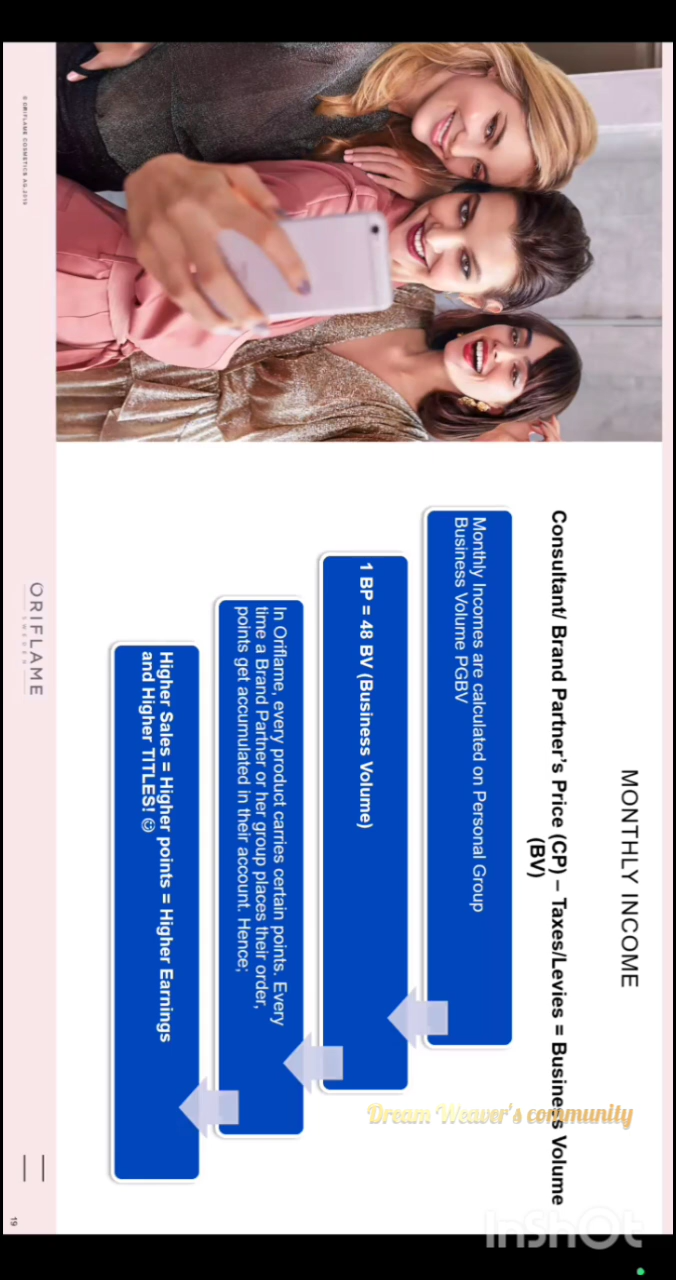 MONTHLY INCOME
Consultant/ Brand Partner's Price (CP) – Taxes/Levies = Business Volume
(BV)
Monthly Incomes are calculated on Personal Group
Business Volume PGBV
1 BP = 48 BV (Business Volume)
In Oriflame, every product carries certain points. Every
time a Brand Partner or her group places their order,
points get accumulated in their account. Hence;
Higher Sales = Higher points = Higher Earnings
and Higher TITLES! ☺
Dream Weaver's community
InShOt
© ORIFLAME COSMETICS AG, 2019
ORIFLAME
SWEDEN
19